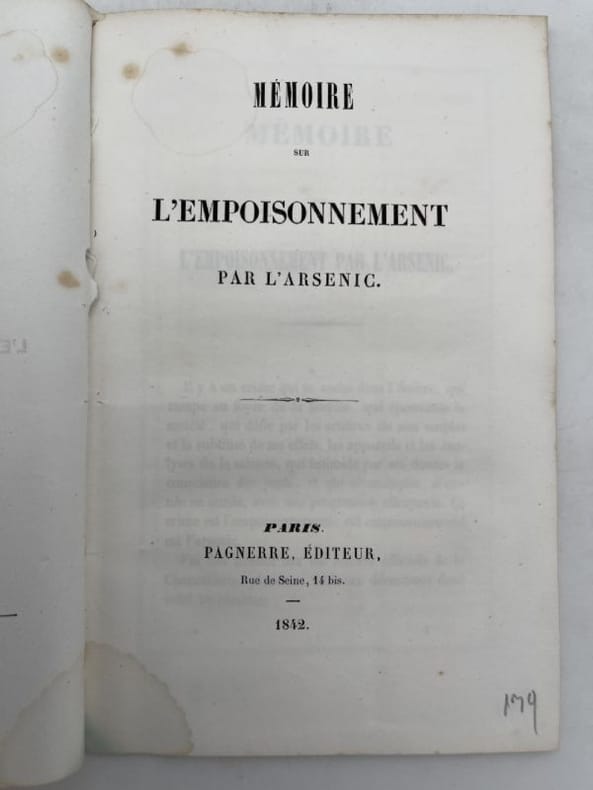 MÉMOIRE
SUR
L'EMPOISONNEMENT
PAR L'ARSENIC.
PARIS.
PAGNERRE, ÉDITEUR,
Rue de Seine, 14 bis.
1842.
179